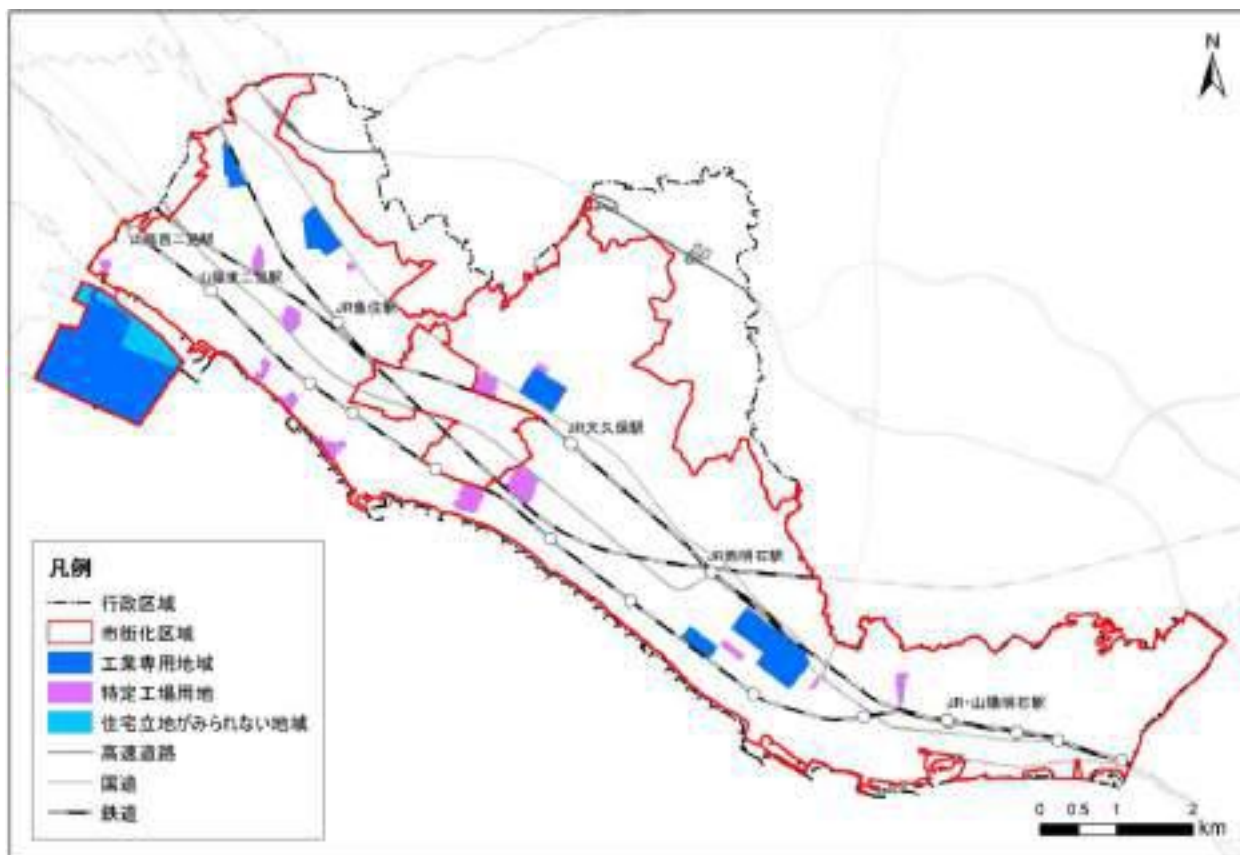 N
山陽西二見駅
山陽東二見駅
JR魚住駅
JR大久保駅
JR西明石駅
JR・山陽明石駅
凡例
行政区域
市街化区域
工業専用地域
特定工場用地
住宅立地がみられない地域
高速道路
国道
鉄道
0 0.5 1 2
km